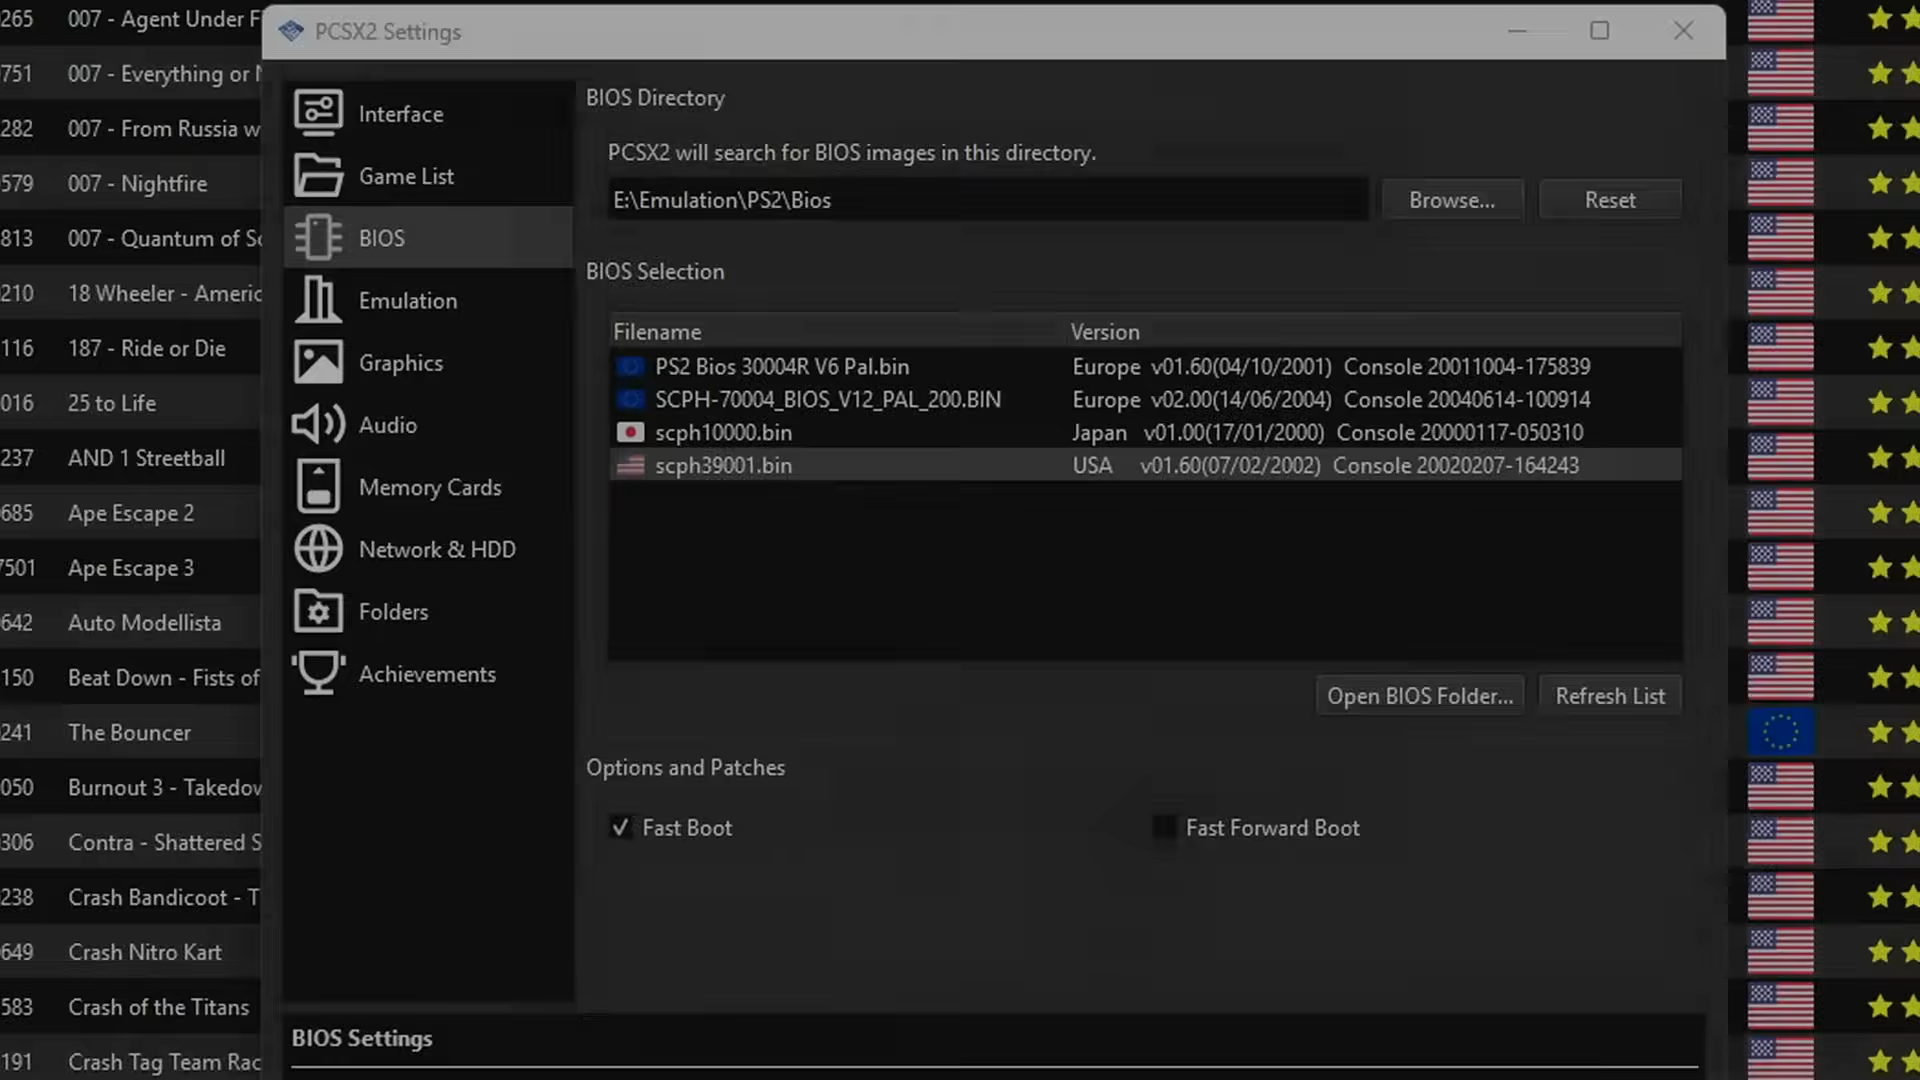 PCSX2 Settings
Interface
Game List
BIOS
Emulation
Graphics
Audio
Memory Cards
Network & HDD
Folders
Achievements
BIOS Directory
PCSX2 will search for BIOS images in this directory.
E:\Emulation\PS2\Bios
Browse...
Reset
BIOS Selection
Filename Version
PS2 Bios 30004R V6 Pal.bin Europe v01.60(04/10/2001) Console 20011004-175839
SCPH-70004_BIOS_V12_PAL_200.BIN Europe v02.00(14/06/2004) Console 20040614-100914
scph10000.bin Japan v01.00(17/01/2000) Console 20000117-050310
scph39001.bin USA v01.60(07/02/2002) Console 20020207-164243
Open BIOS Folder...
Refresh List
Options and Patches
Fast Boot
Fast Forward Boot
BIOS Settings
265 007 - Agent Under F
751 007 - Everything or N
282 007 - From Russia w
579 007 - Nightfire
813 007 - Quantum of So
210 18 Wheeler - Americ
116 187 - Ride or Die
016 25 to Life
237 AND 1 Streetball
685 Ape Escape 2
7501 Ape Escape 3
642 Auto Modellista
150 Beat Down - Fists of
241 The Bouncer
050 Burnout 3 - Takedow
306 Contra - Shattered S
238 Crash Bandicoot - T
649 Crash Nitro Kart
583 Crash of the Titans
191 Crash Tag Team Rac